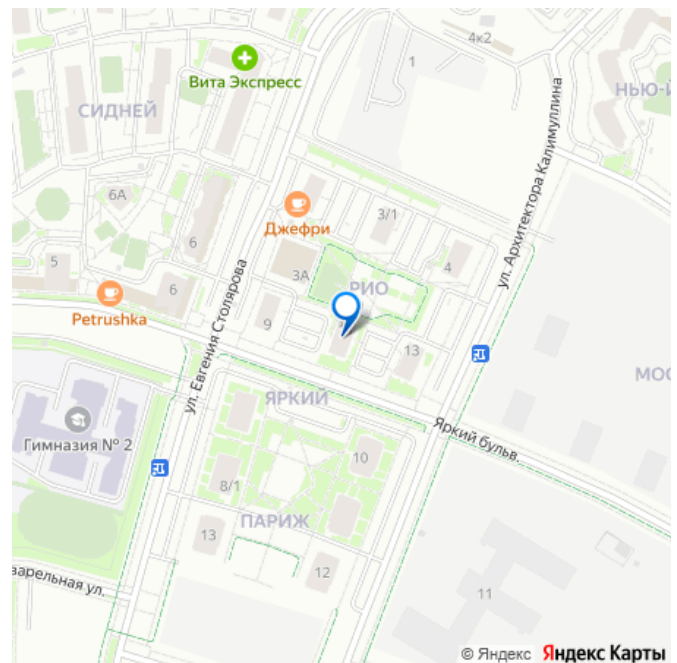 4к2
1
Вита Экспресс
НЬЮ-Й
СИДНЕЙ
ул. Архитектора Калимуллина
6А
3/1
Джефри
6
5
3А
4
РИО
6
Petrushka
9
ул. Евгения Столярова
13
МОС
ЯРКИЙ
Яркий бульв.
Гимназия № 2
10
8/1
ПАРИЖ
13
12
зарельная ул.
11
© Яндекс Яндекс Карты